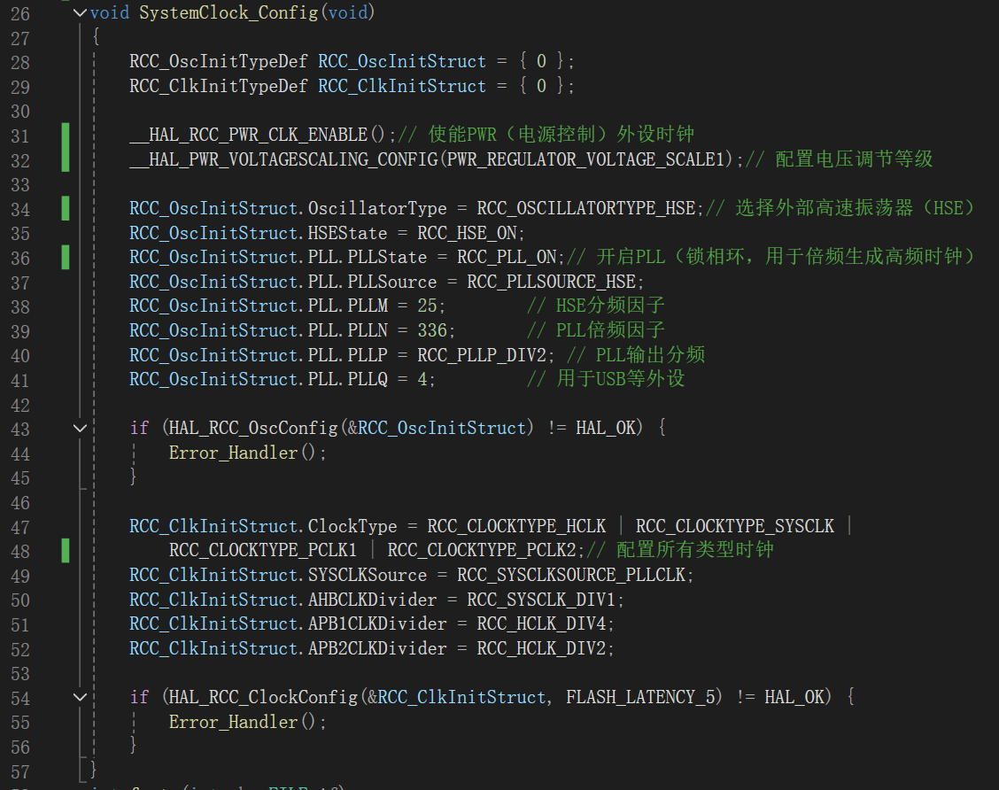 26 void SystemClock_Config(void)
27 {
28 RCC_OscInitTypeDef RCC_OscInitStruct = { 0 };
29 RCC_ClkInitTypeDef RCC_ClkInitStruct = { 0 };
30
31 __HAL_RCC_PWR_CLK_ENABLE();// 使能PWR（电源控制）外设时钟
32 __HAL_PWR_VOLTAGESCALING_CONFIG(PWR_REGULATOR_VOLTAGE_SCALE1);// 配置电压调节等级
33
34 RCC_OscInitStruct.OscillatorType = RCC_OSCILLATORTYPE_HSE;// 选择外部高速振荡器（HSE）
35 RCC_OscInitStruct.HSEState = RCC_HSE_ON;
36 RCC_OscInitStruct.PLL.PLLState = RCC_PLL_ON;// 开启PLL（锁相环，用于倍频生成高频时钟）
37 RCC_OscInitStruct.PLL.PLLSource = RCC_PLLSOURCE_HSE;
38 RCC_OscInitStruct.PLL.PLLM = 25; // HSE分频因子
39 RCC_OscInitStruct.PLL.PLLN = 336; // PLL倍频因子
40 RCC_OscInitStruct.PLL.PLLP = RCC_PLLP_DIV2; // PLL输出分频
41 RCC_OscInitStruct.PLL.PLLQ = 4; // 用于USB等外设
42
43 if (HAL_RCC_OscConfig(&RCC_OscInitStruct) != HAL_OK) {
44 Error_Handler();
45 }
46
47 RCC_ClkInitStruct.ClockType = RCC_CLOCKTYPE_HCLK | RCC_CLOCKTYPE_SYSCLK |
48 RCC_CLOCKTYPE_PCLK1 | RCC_CLOCKTYPE_PCLK2;// 配置所有类型时钟
49 RCC_ClkInitStruct.SYSCLKSource = RCC_SYSCLKSOURCE_PLLCLK;
50 RCC_ClkInitStruct.AHBCLKDivider = RCC_SYSCLK_DIV1;
51 RCC_ClkInitStruct.APB1CLKDivider = RCC_HCLK_DIV4;
52 RCC_ClkInitStruct.APB2CLKDivider = RCC_HCLK_DIV2;
53
54 if (HAL_RCC_ClockConfig(&RCC_ClkInitStruct, FLASH_LATENCY_5) != HAL_OK) {
55 Error_Handler();
56 }
57 }